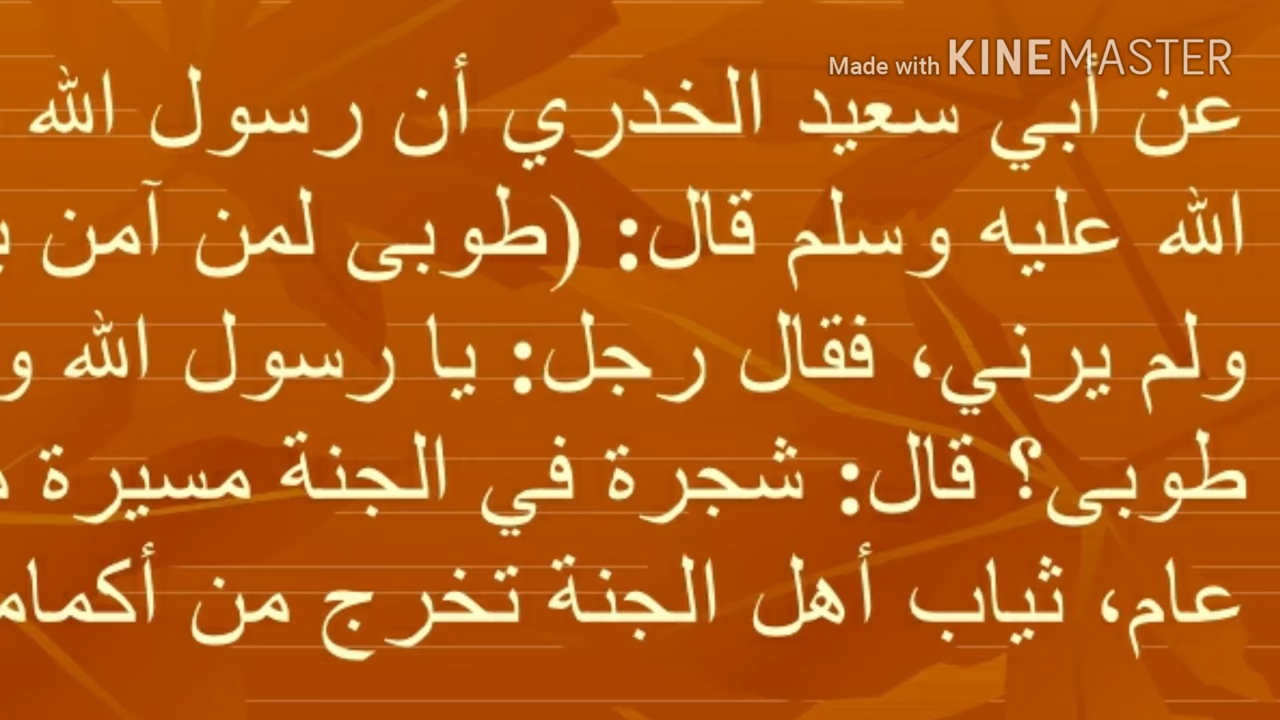 Made with KINEMASTER
عن أبي سعيد الخدري أن رسول الله
الله عليه وسلم قال: (طوبى لمن آمن
ولم يرني، فقال رجل: يا رسول الله و
طوبى؟ قال: شجرة في الجنة مسيرة
عام، ثياب أهل الجنة تخرج من أكمام